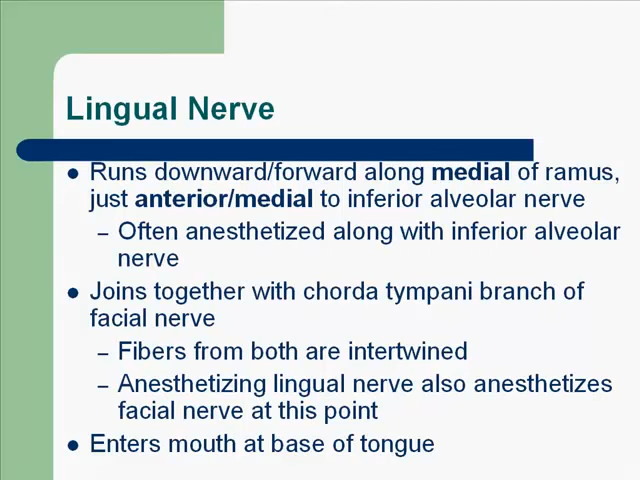 Lingual Nerve
● Runs downward/forward along medial of ramus,
just anterior/medial to inferior alveolar nerve
– Often anesthetized along with inferior alveolar
nerve
● Joins together with chorda tympani branch of
facial nerve
– Fibers from both are intertwined
– Anesthetizing lingual nerve also anesthetizes
facial nerve at this point
● Enters mouth at base of tongue